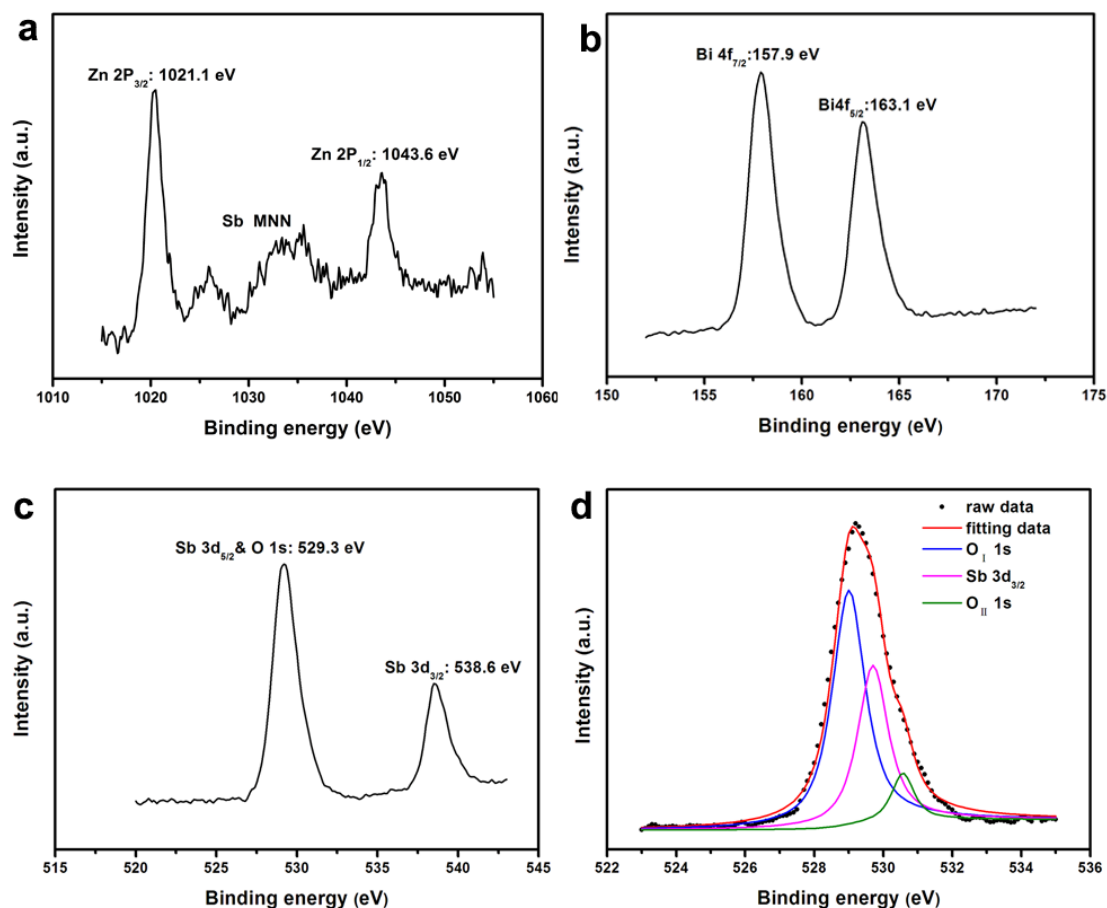 a
Zn 2P3/2: 1021.1 eV
Sb MNN
Zn 2P1/2: 1043.6 eV
Intensity (a.u.)
1010 1020 1030 1040 1050 1060
Binding energy (eV)
b
Bi 4f7/2:157.9 eV
Bi4f5/2:163.1 eV
Intensity (a.u.)
150 155 160 165 170 175
Binding energy (eV)
c
Sb 3d5/2& O 1s: 529.3 eV
Sb 3d3/2: 538.6 eV
Intensity (a.u.)
515 520 525 530 535 540 545
Binding energy (eV)
d
raw data
fitting data
OI 1s
Sb 3d3/2
OII 1s
Intensity (a.u.)
522 524 526 528 530 532 534 536
Binding energy (eV)